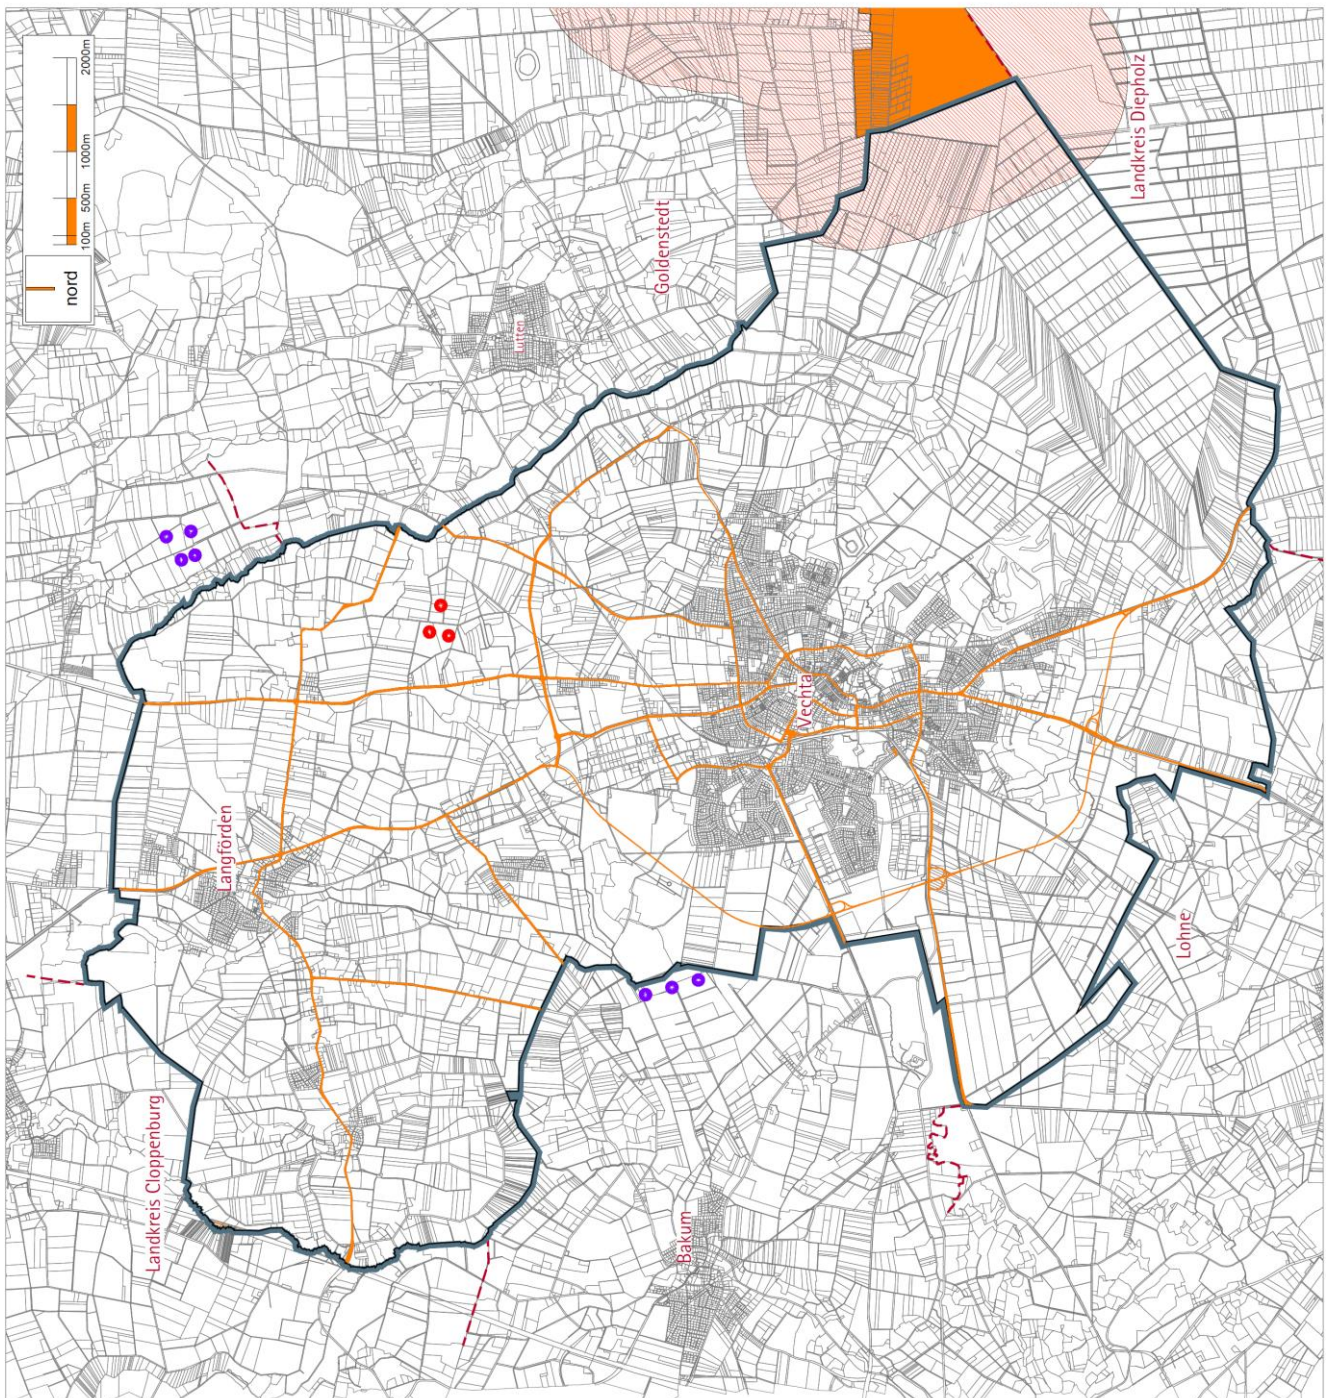 nord
100m 500m 1000m 2000m
Landkreis Cloppenburg
Langförden
Lutten
Goldenstedt
Bakum
Vechta
Landkreis Diepholz
Lohne